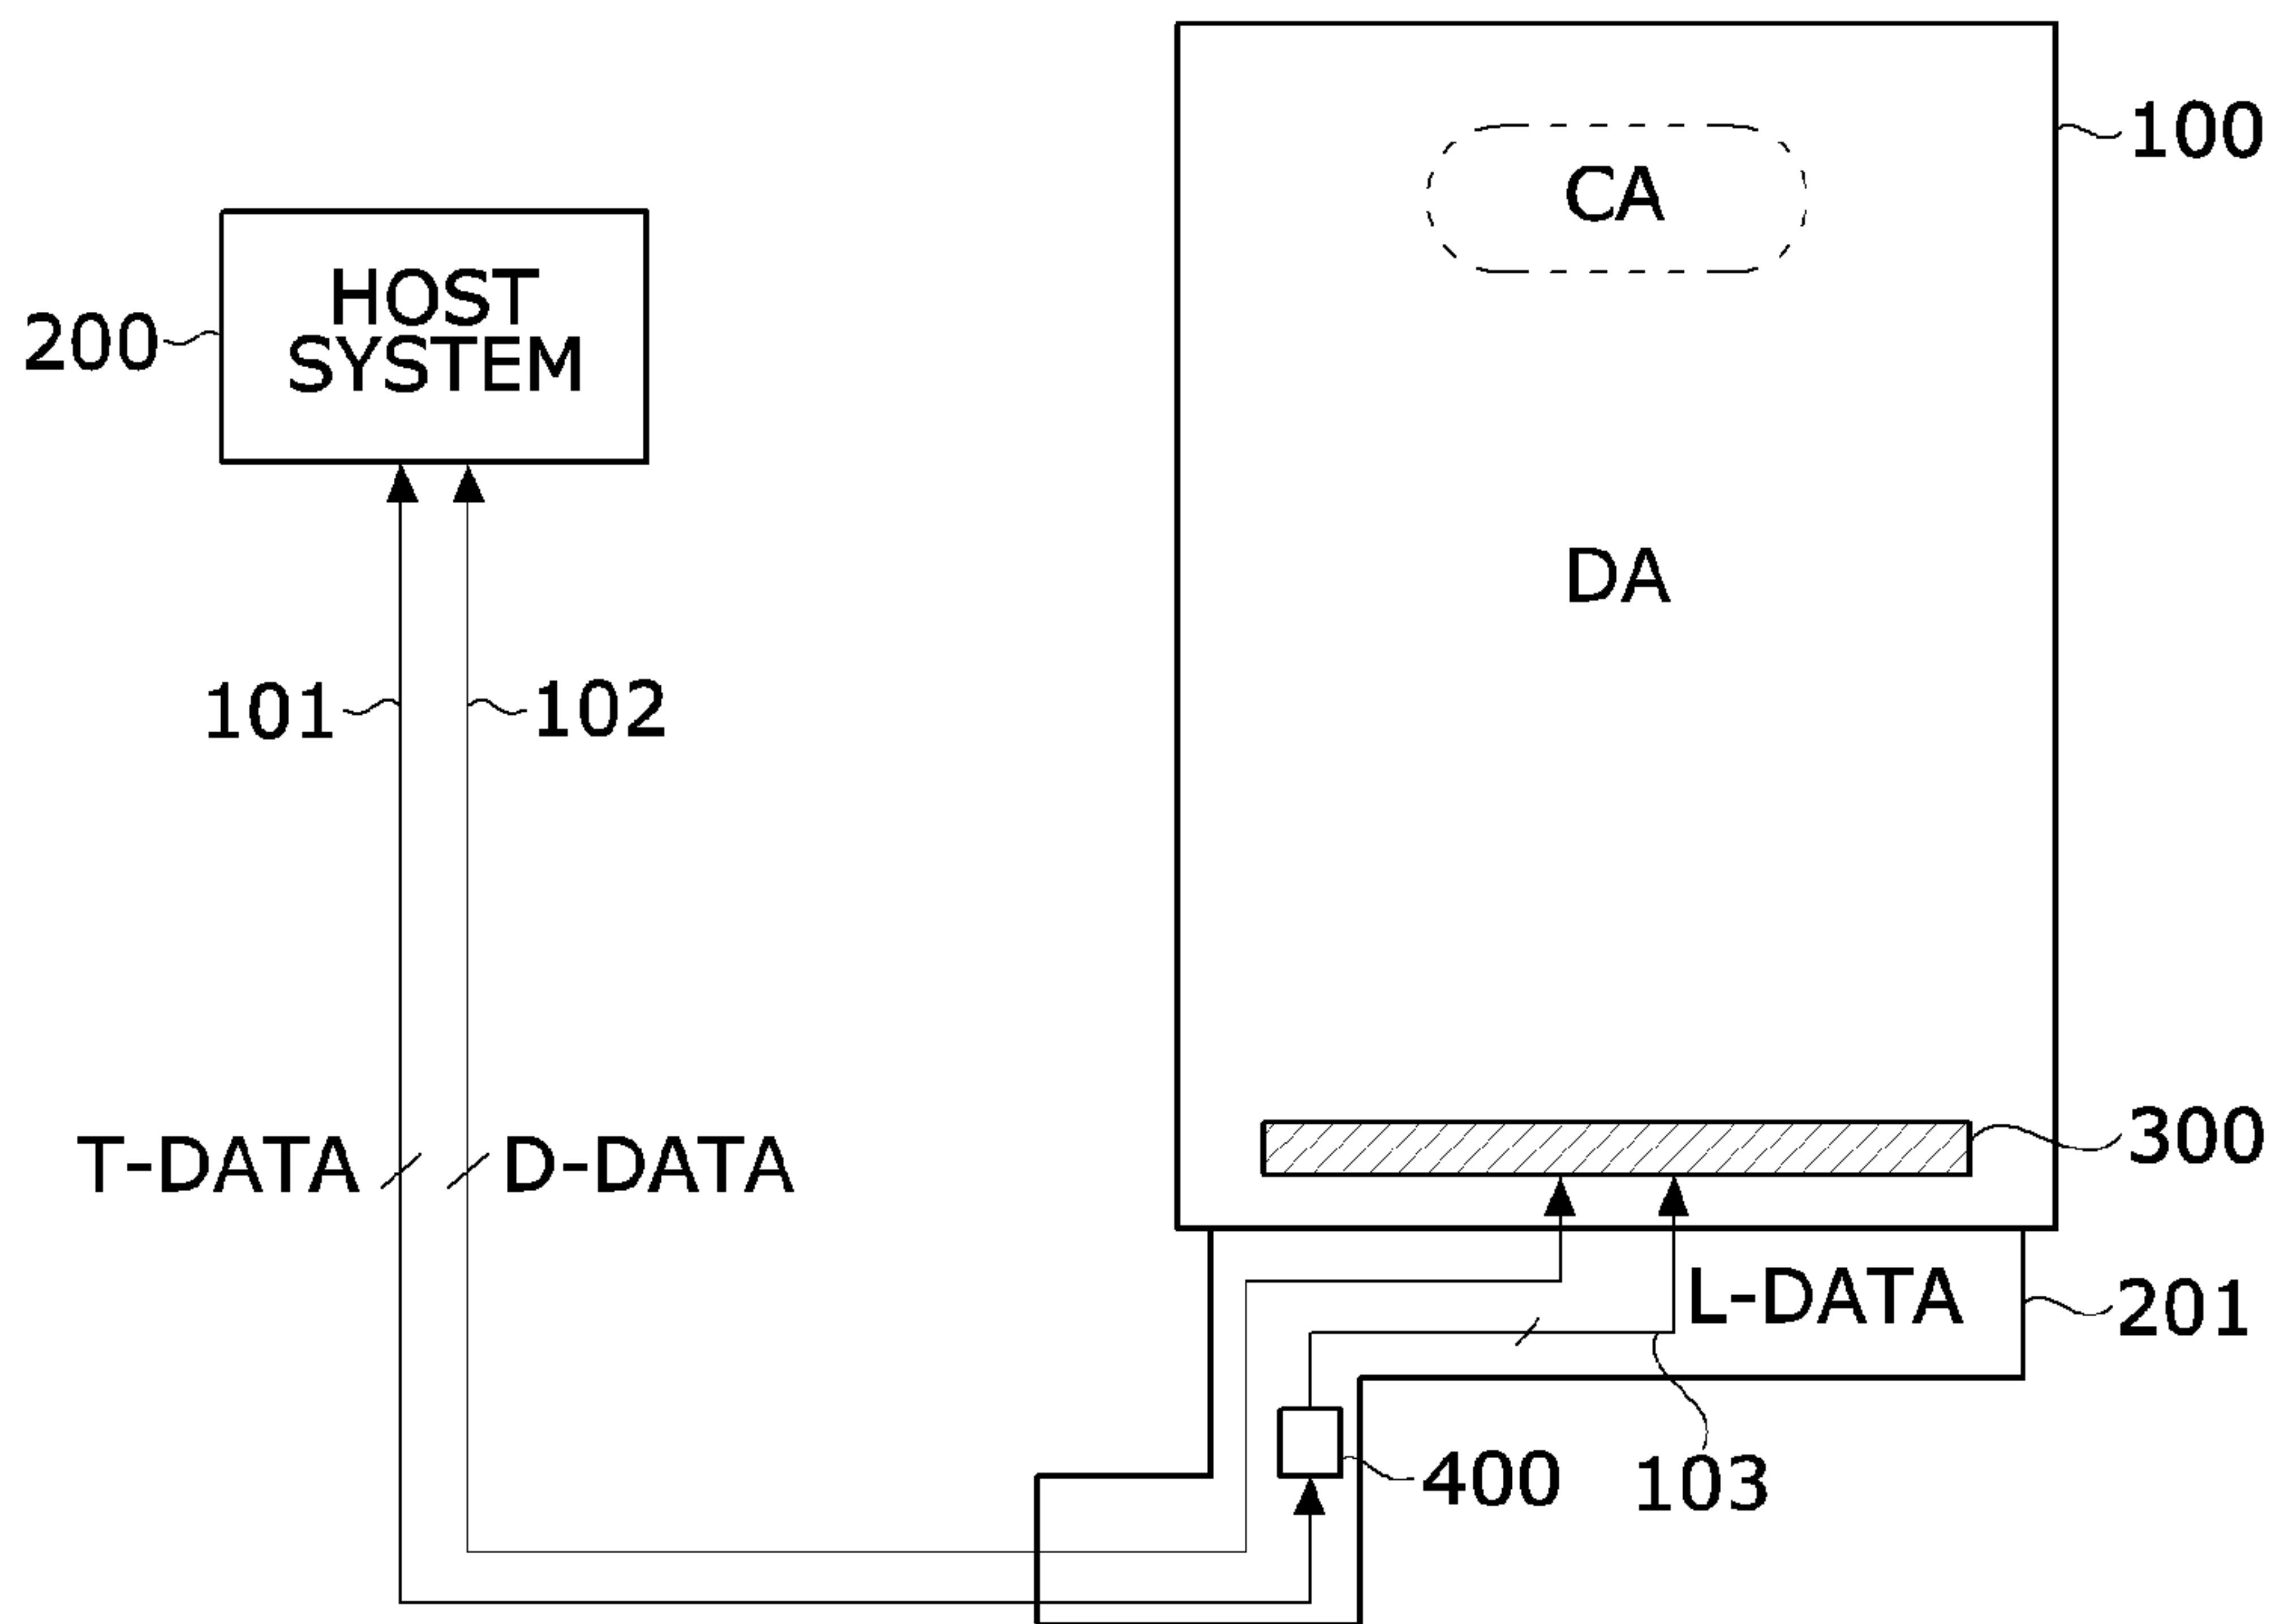 100
CA
HOST
SYSTEM
200
DA
101
102
T-DATA
D-DATA
300
L-DATA
201
400
103